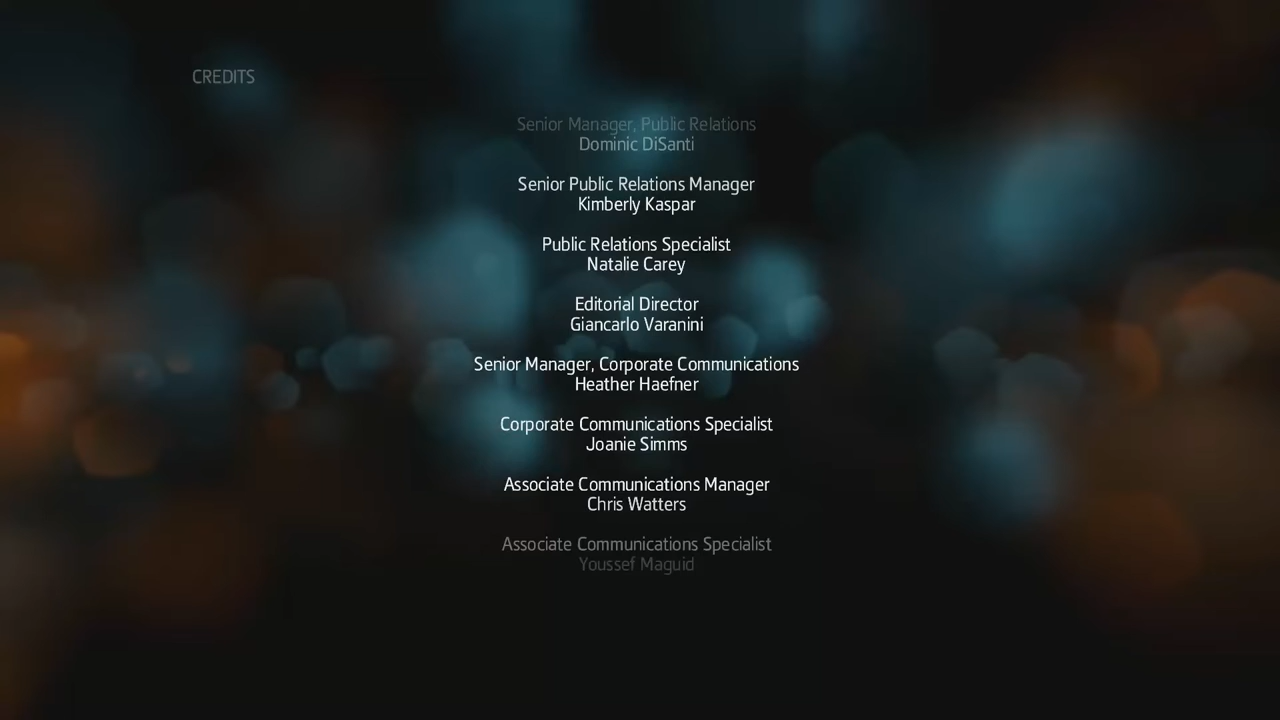 CREDITS
Senior Manager, Public Relations
Dominic DiSanti
Senior Public Relations Manager
Kimberly Kaspar
Public Relations Specialist
Natalie Carey
Editorial Director
Giancarlo Varanini
Senior Manager, Corporate Communications
Heather Haefner
Corporate Communications Specialist
Joanie Simms
Associate Communications Manager
Chris Watters
Associate Communications Specialist
Youssef Maguid